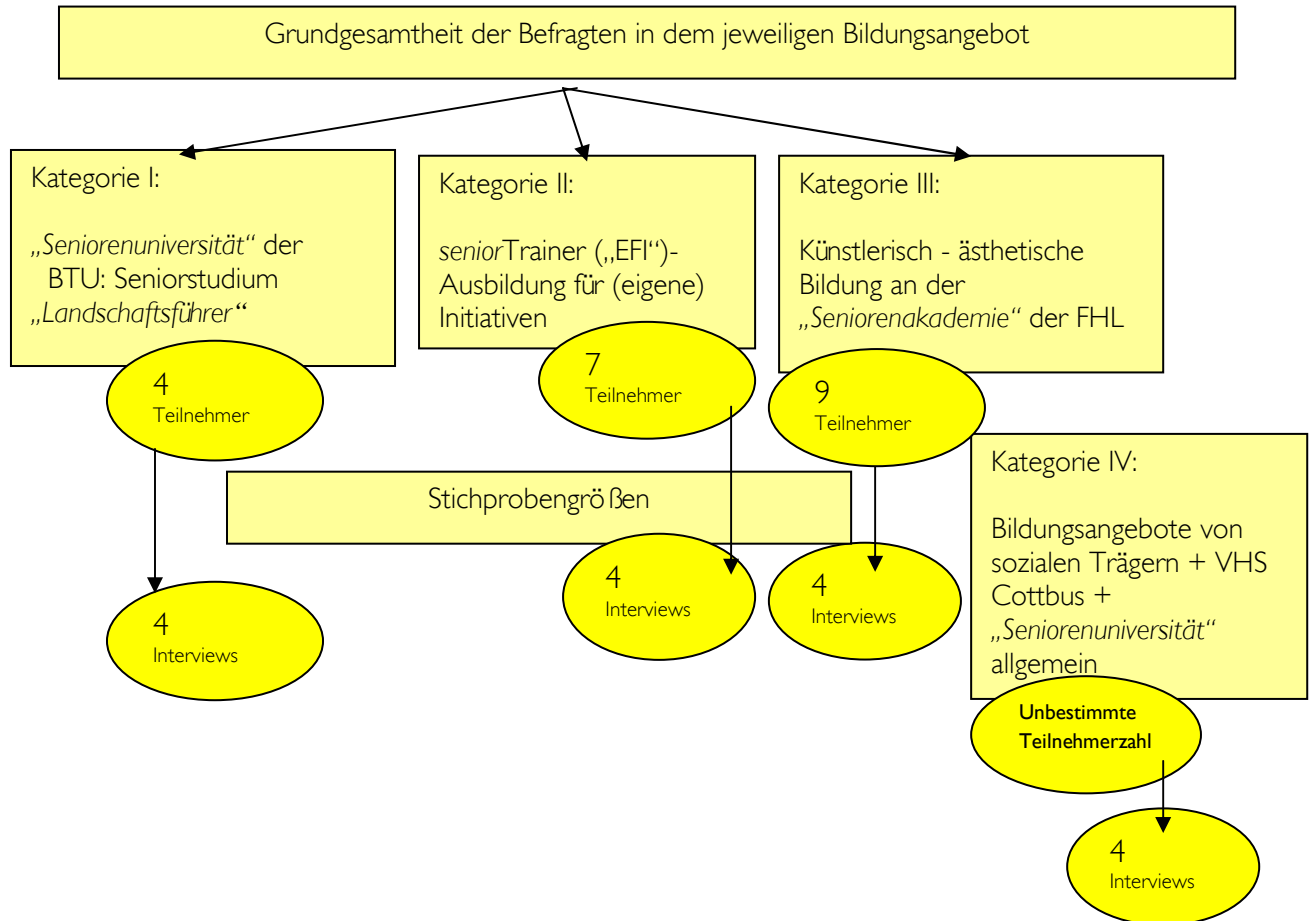 Grundgesamtheit der Befragten in dem jeweiligen Bildungsangebot
Kategorie I:
„Seniorenuniversität“ der
BTU: Seniorstudium
„Landschaftsführer“
Kategorie II:
seniorTrainer („EFI“)-
Ausbildung für (eigene)
Initiativen
Kategorie III:
Künstlerisch - ästhetische
Bildung an der
„Seniorenakademie“ der FHL
4
Teilnehmer
7
Teilnehmer
9
Teilnehmer
Kategorie IV:
Bildungsangebote von
sozialen Trägern + VHS
Cottbus +
„Seniorenuniversität“
allgemein
Stichprobengrößen
4
Interviews
4
Interviews
4
Interviews
Unbestimmte
Teilnehmerzahl
4
Interviews